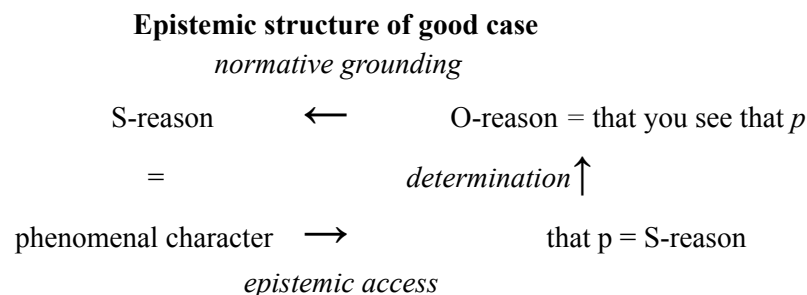 Epistemic structure of good case
normative grounding
S-reason ← O-reason = that you see that p
= determination ↑
phenomenal character → that p = S-reason
epistemic access